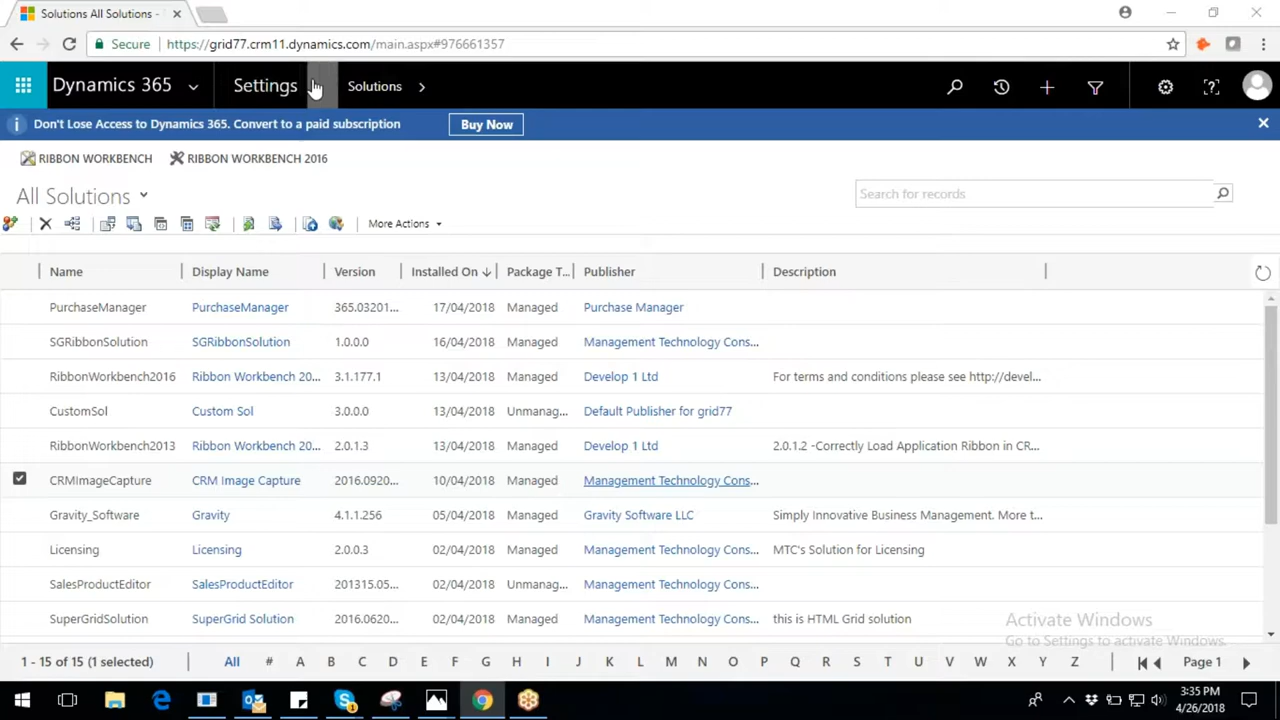 Solutions All Solutions -
Secure https://grid77.crm11.dynamics.com/main.aspx#976661357
Dynamics 365 Settings Solutions
Don't Lose Access to Dynamics 365. Convert to a paid subscription Buy Now
RIBBON WORKBENCH RIBBON WORKBENCH 2016
All Solutions
Search for records
More Actions
Name Display Name Version Installed On Package T... Publisher Description
PurchaseManager PurchaseManager 365.03201... 17/04/2018 Managed Purchase Manager
SGRibbonSolution SGRibbonSolution 1.0.0.0 16/04/2018 Managed Management Technology Cons...
RibbonWorkbench2016 Ribbon Workbench 20... 3.1.177.1 13/04/2018 Managed Develop 1 Ltd For terms and conditions please see http://devel...
CustomSol Custom Sol 3.0.0.0 13/04/2018 Unmanag... Default Publisher for grid77
RibbonWorkbench2013 Ribbon Workbench 20... 2.0.1.3 13/04/2018 Managed Develop 1 Ltd 2.0.1.2 -Correctly Load Application Ribbon in CR...
CRMImageCapture CRM Image Capture 2016.0920... 10/04/2018 Managed Management Technology Cons...
Gravity_Software Gravity 4.1.1.256 05/04/2018 Managed Gravity Software LLC Simply Innovative Business Management. More t...
Licensing Licensing 2.0.0.3 02/04/2018 Managed Management Technology Cons... MTC's Solution for Licensing
SalesProductEditor SalesProductEditor 201315.05... 02/04/2018 Unmanag... Management Technology Cons...
SuperGridSolution SuperGrid Solution 2016.0620... 02/04/2018 Managed Management Technology Cons... this is HTML Grid solution
Activate Windows
Go to Settings to activate Windows.
1 - 15 of 15 (1 selected) All # A B C D E F G H I J K L M N O P Q R S T U V W X Y Z Page 1
3:35 PM
4/26/2018